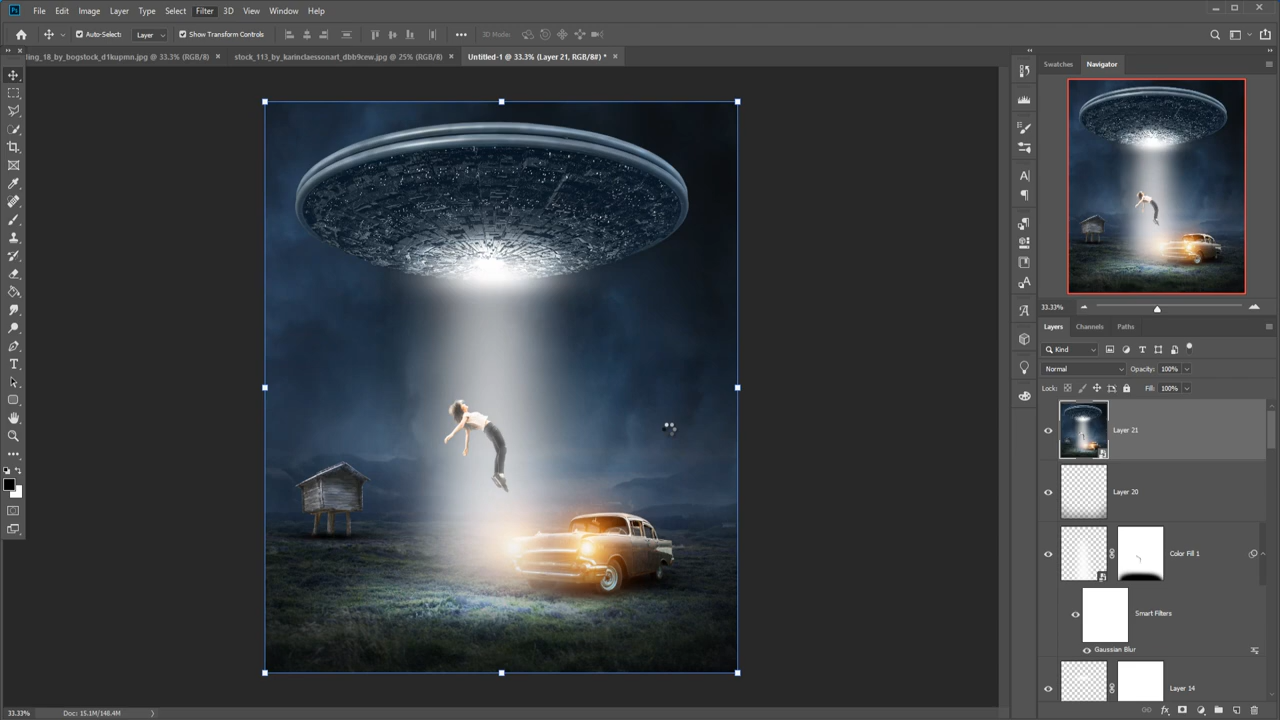 Ps File Edit Image Layer Type Select Filter 3D View Window Help
Auto-Select: Layer Show Transform Controls 3D Mode:
ling_18_by_bogstock_d1kupmn.jpg @ 33.3% (RGB/8) stock_113_by_karinclaessonart_dbb9cew.jpg @ 25% (RGB/8) Untitled-1 @ 33.3% (Layer 21, RGB/8#) *
Swatches Navigator
33.33%
Layers Channels Paths
Kind
Normal Opacity: 100%
Lock: Fill: 100%
Layer 21
Layer 20
Color Fill 1
Smart Filters
Gaussian Blur
Layer 14
33.33% Doc: 15.1M/148.4M